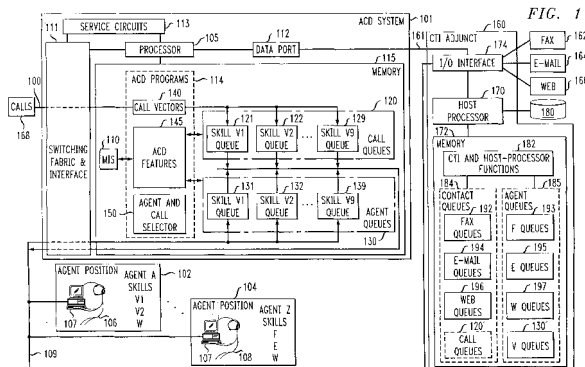 FIG. 1
ACD SYSTEM
101
111
SERVICE CIRCUITS
113
PROCESSOR
105
DATA PORT
112
SWITCHING
FABRIC &
INTERFACE
100
CALLS
168
115
MEMORY
ACD PROGRAMS
114
140
CALL VECTORS
145
ACD
FEATURES
110
MIS
150
AGENT AND
CALL
SELECTOR
120
121
122
129
SKILL V1
QUEUE
SKILL V2
QUEUE
SKILL V9
QUEUE
CALL
QUEUES
131
132
139
SKILL V1
QUEUE
SKILL V2
QUEUE
SKILL V9
QUEUE
AGENT
QUEUES
130
160
161
CTI ADJUNCT
174
I/O INTERFACE
FAX
162
E-MAIL
164
WEB
170
HOST
PROCESSOR
180
172
MEMORY
182
CTI AND HOST-PROCESSOR
FUNCTIONS
184
185
CONTACT
QUEUES
192
FAX
QUEUES
194
E-MAIL
QUEUES
196
WEB
QUEUES
120'
CALL
QUEUES
AGENT
QUEUES
193
F QUEUES
195
E QUEUES
197
W QUEUES
130'
V QUEUES
102
AGENT POSITION
AGENT A
SKILLS
V1
V2
W
107
106
104
AGENT POSITION
AGENT Z
SKILLS
F
E
W
107
108
109